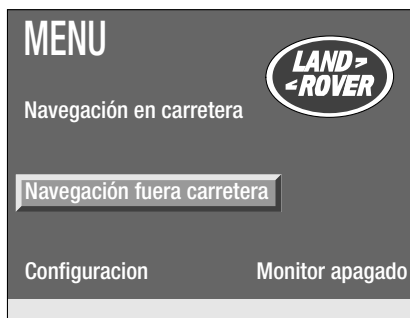 MENU
LAND
ROVER
Navegación en carretera
Navegación fuera carretera
Configuracion Monitor apagado